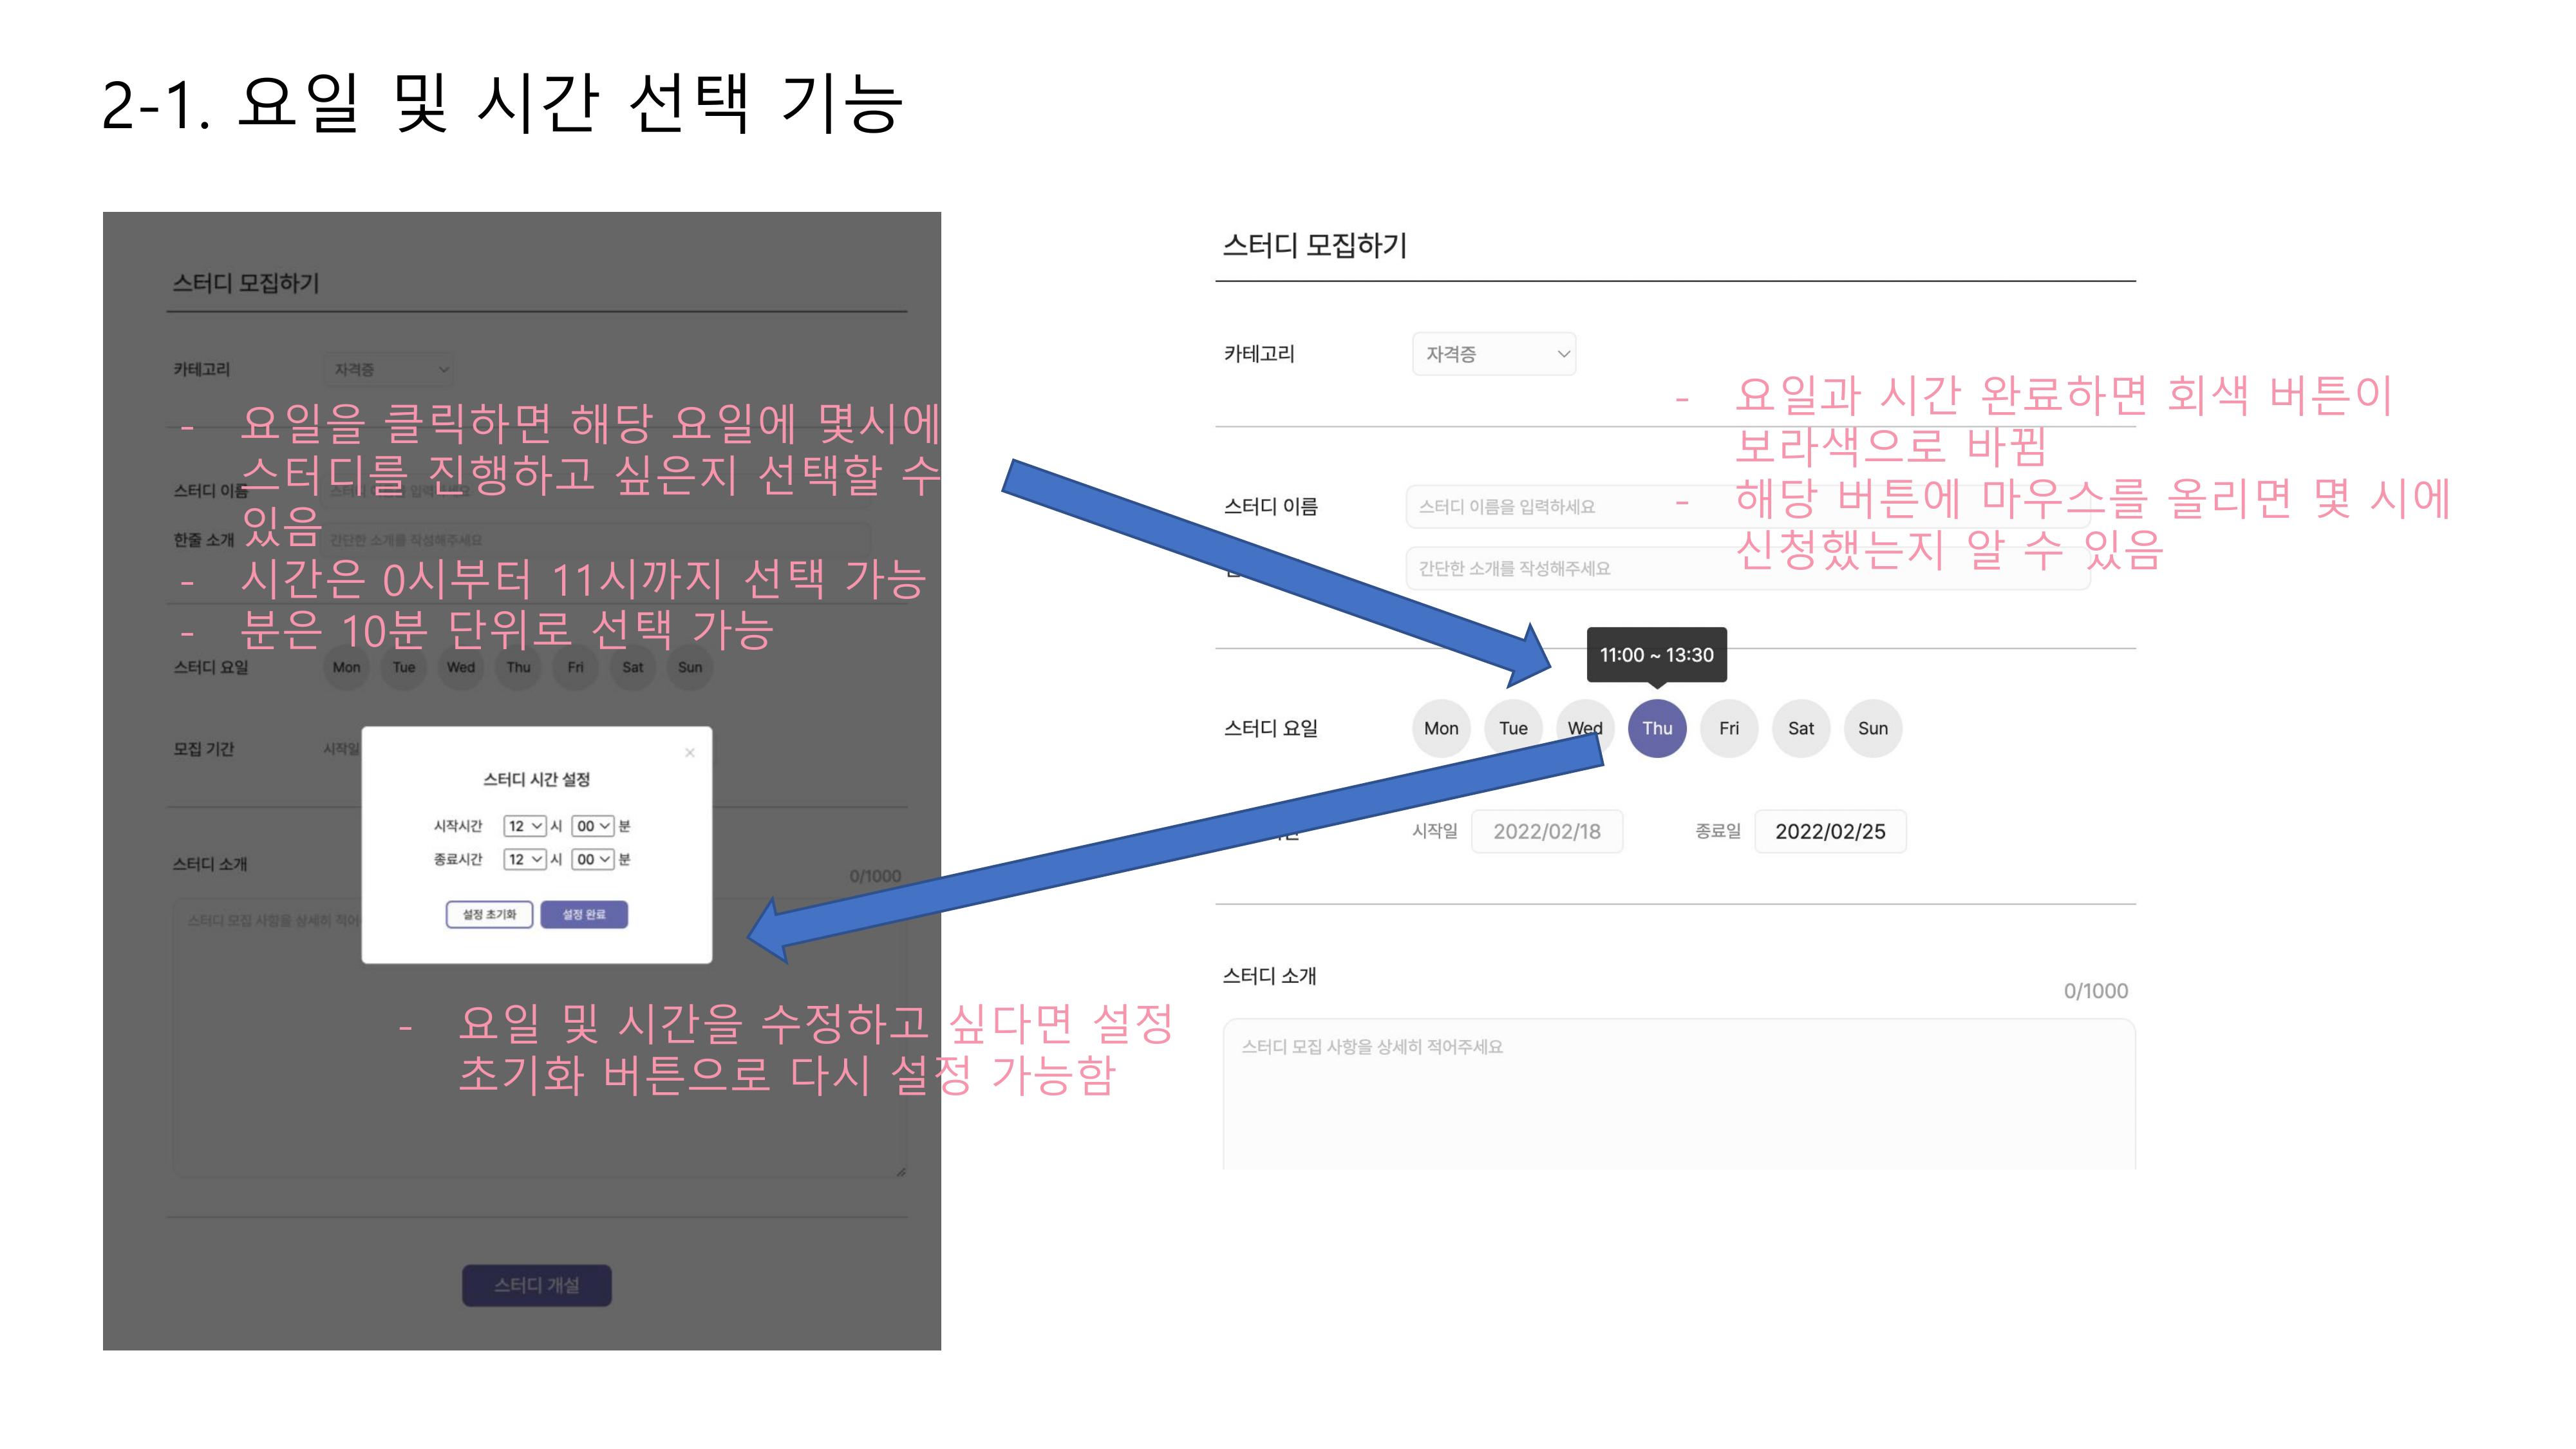 2-1. 요일 및 시간 선택 기능
스터디 모집하기
카테고리 자격증
- 요일을 클릭하면 해당 요일에 몇시에
스터디를 진행하고 싶은지 선택할 수
있음
- 시간은 0시부터 11시까지 선택 가능
- 분은 10분 단위로 선택 가능
스터디 이름
한줄 소개 간단한 소개를 작성해주세요
스터디 요일 Mon Tue Wed Thu Fri Sat Sun
모집 기간 시작일
×
스터디 시간 설정
시작시간 12 시 00 분
종료시간 12 시 00 분
설정 초기화 설정 완료
스터디 소개
0/1000
스터디 모집 사항을 상세히 적어
- 요일 및 시간을 수정하고 싶다면 설정
초기화 버튼으로 다시 설정 가능함
스터디 개설
스터디 모집하기
카테고리 자격증
- 요일과 시간 완료하면 회색 버튼이
보라색으로 바뀜
- 해당 버튼에 마우스를 올리면 몇 시에
신청했는지 알 수 있음
스터디 이름 스터디 이름을 입력하세요
간단한 소개를 작성해주세요
11:00 ~ 13:30
스터디 요일 Mon Tue Wed Thu Fri Sat Sun
시작일 2022/02/18 종료일 2022/02/25
스터디 소개
0/1000
스터디 모집 사항을 상세히 적어주세요